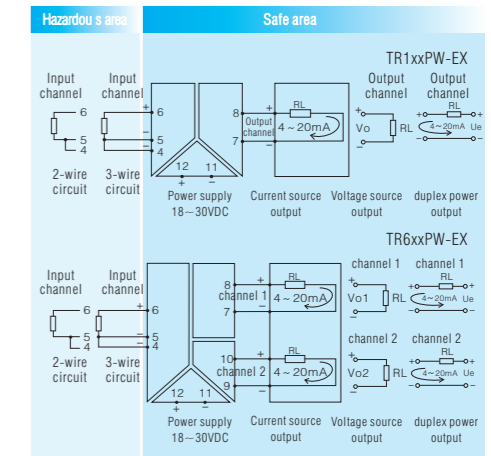 Hazardou s area
Safe area
TR1xxPW-EX
Input channel
Input channel
Output channel
Output channel
6
5
4
+
6
−
5
−
4
8
+
7
−
Output channel
RL
4~20mA
+
Vo
−
RL
RL
+
+
4~20mA
Ue
−
−
12
11
+
−
2-wire circuit
3-wire circuit
Power supply 18~30VDC
Current source output
Voltage source output
duplex power output
TR6xxPW-EX
Input channel
Input channel
channel 1
channel 1
6
5
4
+
6
−
5
−
4
8
+
channel 1
7
−
RL
4~20mA
+
Vo1
−
RL
RL
+
+
4~20mA
Ue
−
−
channel 2
channel 2
10
+
channel 2
9
−
RL
4~20mA
+
Vo2
−
RL
RL
+
+
4~20mA
Ue
−
−
12
11
+
−
2-wire circuit
3-wire circuit
Power supply 18~30VDC
Current source output
Voltage source output
duplex power output